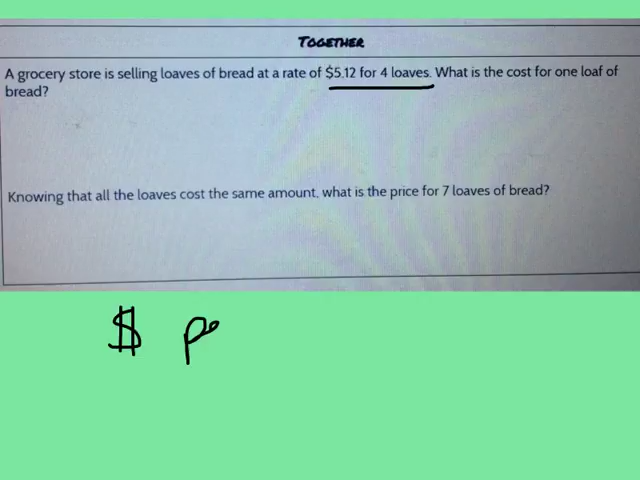 TOGETHER
A grocery store is selling loaves of bread at a rate of $5.12 for 4 loaves. What is the cost for one loaf of
bread?
Knowing that all the loaves cost the same amount, what is the price for 7 loaves of bread?
$ pe